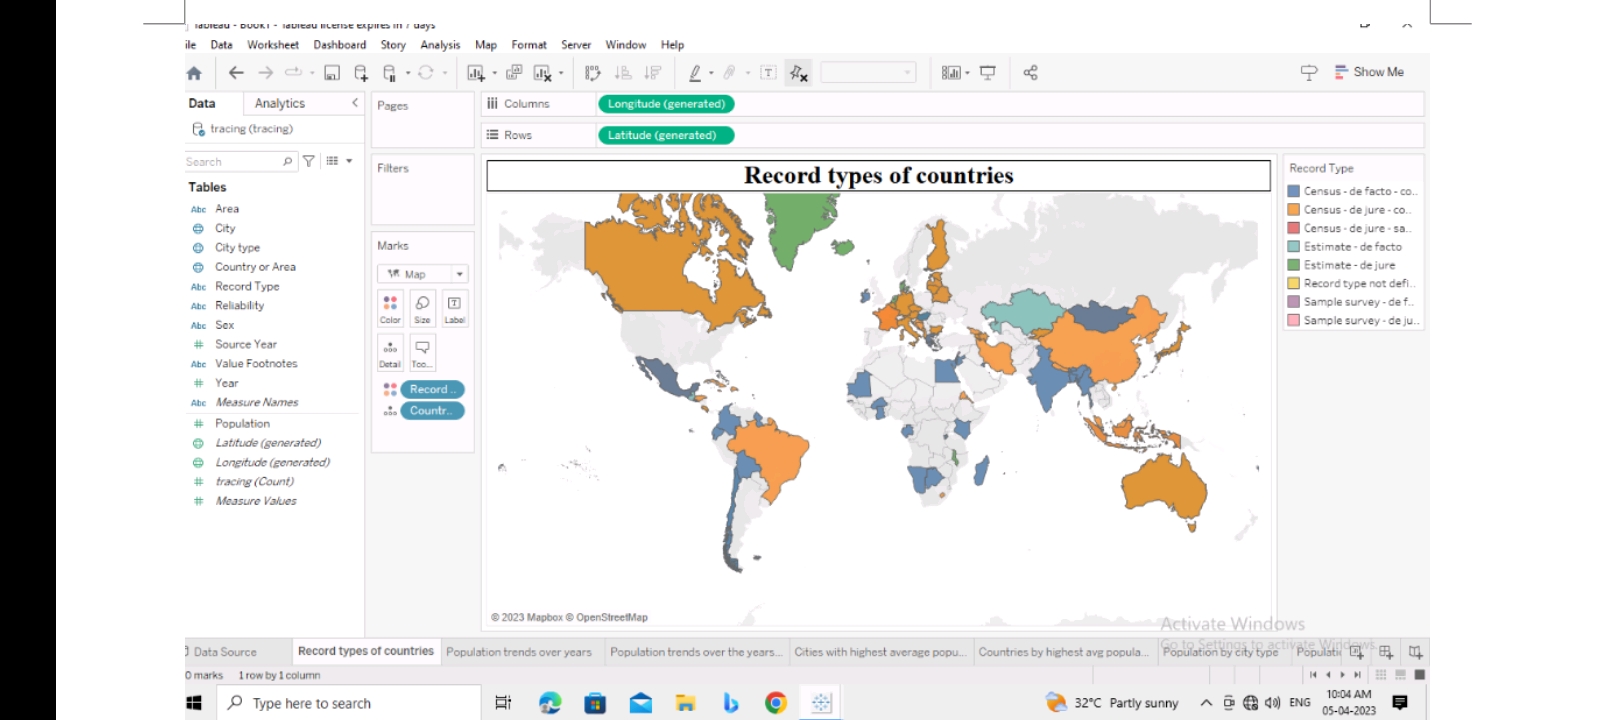 Tableau - Book1 - Tableau license expires in 7 days
ile Data Worksheet Dashboard Story Analysis Map Format Server Window Help
Show Me
Data Analytics
Pages
Columns Longitude (generated)
tracing (tracing)
Rows Latitude (generated)
Search
Filters
Record types of countries
Record Type
Tables
Census - de facto - co..
Abc Area
Census - de jure - co..
City
Census - de jure - sa..
City type
Marks
Estimate - de facto
Country or Area
Map
Estimate - de jure
Abc Record Type
Record type not defi..
Abc Reliability
Sample survey - de f..
Abc Sex
Color Size Label
Sample survey - de ju..
# Source Year
Abc Value Footnotes
Detail Too...
# Year
Record ..
Abc Measure Names
Countr..
# Population
Latitude (generated)
Longitude (generated)
# tracing (Count)
# Measure Values
© 2023 Mapbox © OpenStreetMap
Activate Windows
Go to Settings to activate Windows.
Data Source Record types of countries Population trends over years Population trends over the years... Cities with highest average popu... Countries by highest avg popula... Population by city type Populati
0 marks 1 row by 1 column
Type here to search
32°C Partly sunny
ENG
10:04 AM
05-04-2023